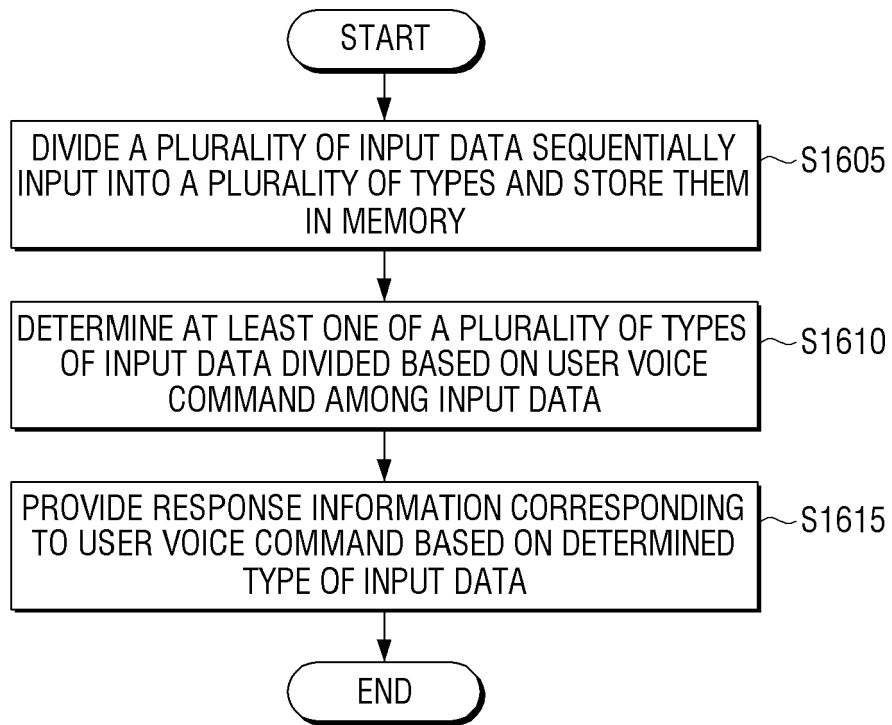 START
DIVIDE A PLURALITY OF INPUT DATA SEQUENTIALLY
INPUT INTO A PLURALITY OF TYPES AND STORE THEM
IN MEMORY
S1605
DETERMINE AT LEAST ONE OF A PLURALITY OF TYPES
OF INPUT DATA DIVIDED BASED ON USER VOICE
COMMAND AMONG INPUT DATA
S1610
PROVIDE RESPONSE INFORMATION CORRESPONDING
TO USER VOICE COMMAND BASED ON DETERMINED
TYPE OF INPUT DATA
S1615
END